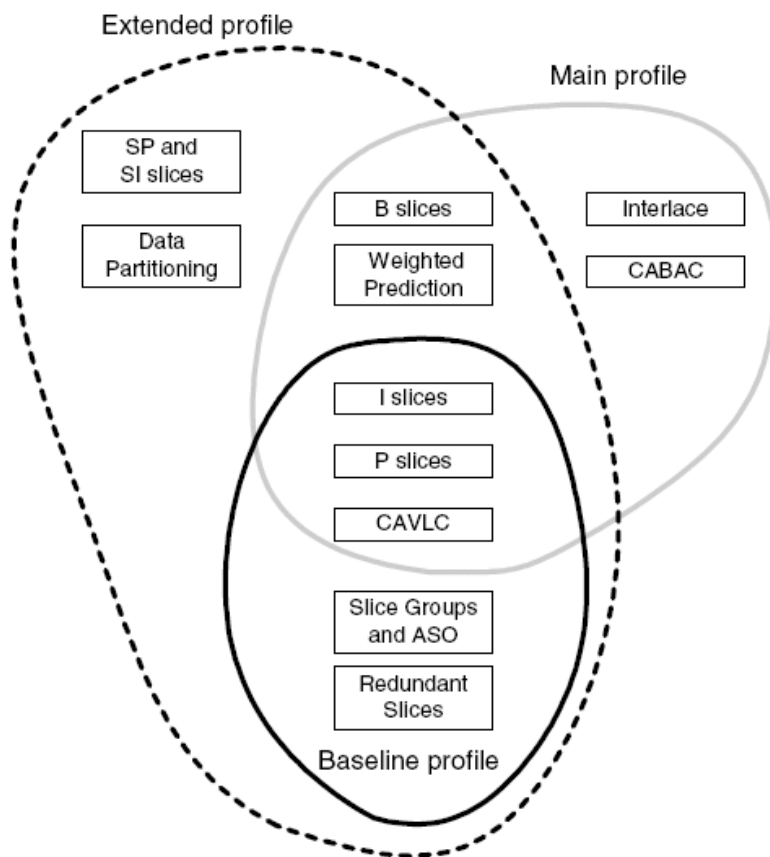 Extended profile
Main profile
SP and
SI slices
B slices
Interlace
Data
Partitioning
Weighted
Prediction
CABAC
I slices
P slices
CAVLC
Slice Groups
and ASO
Redundant
Slices
Baseline profile